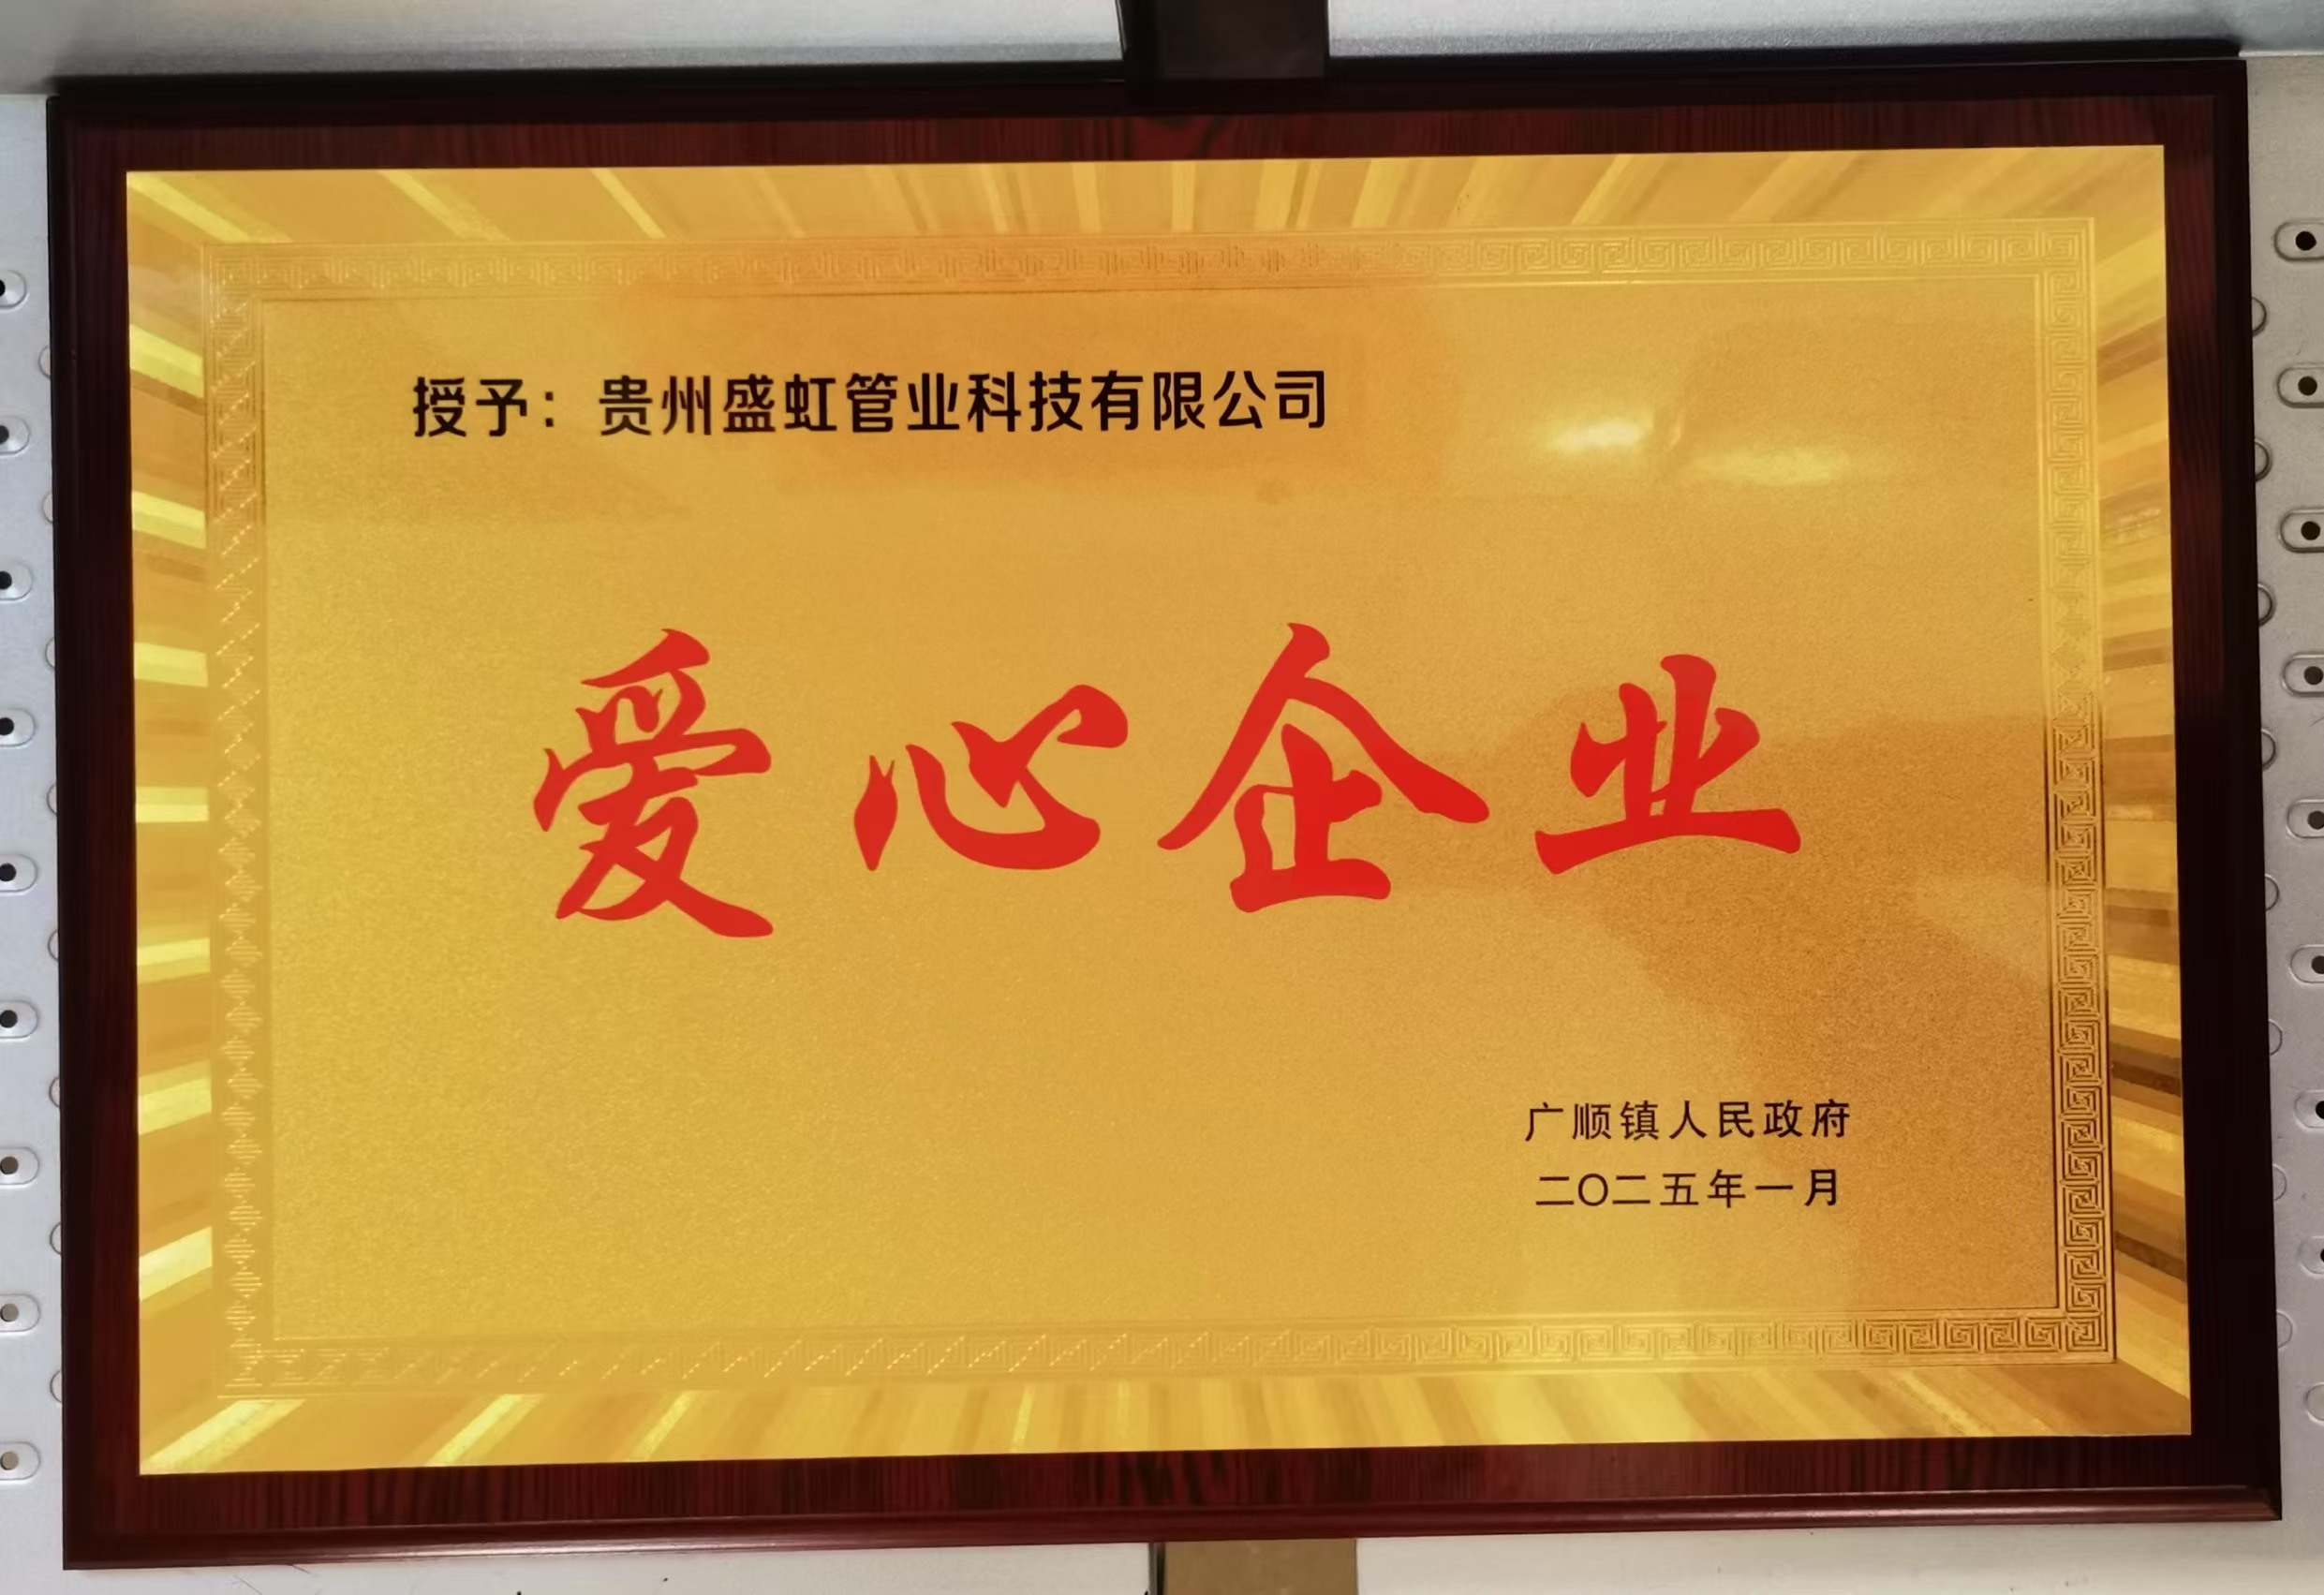 授予：贵州盛虹管业科技有限公司
爱心企业
广顺镇人民政府
二〇二五年一月